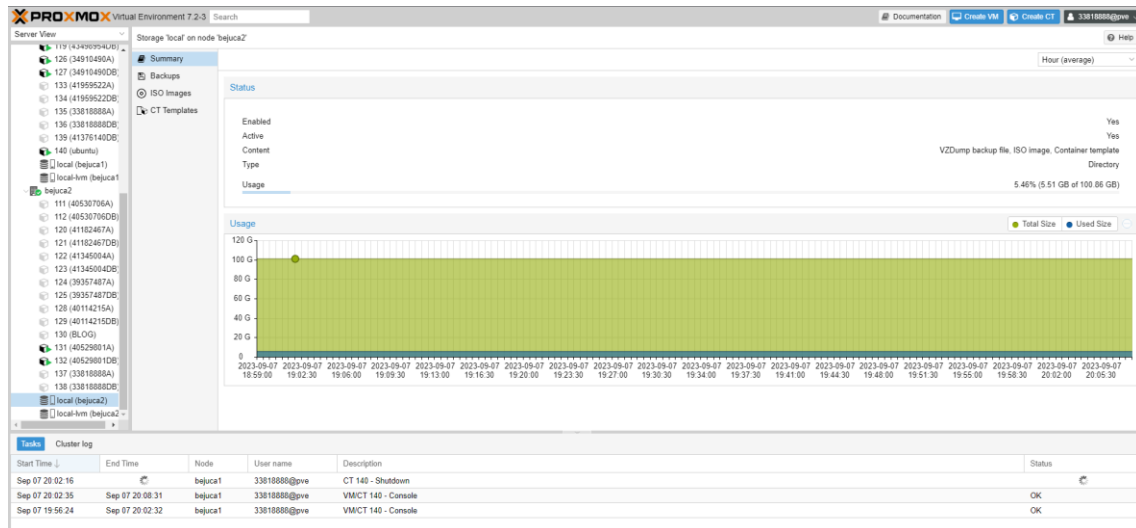 PROXMOX Virtual Environment 7.2-3 Search Documentation Create VM Create CT 33818888@pve
Server View
Storage 'local' on node 'bejuca2'
Help
119 (43496954DB)
126 (34910490A)
127 (34910490DB)
133 (41959522A)
134 (41959522DB)
135 (33818888A)
136 (33818888DB)
139 (41376140DB)
140 (ubuntu)
local (bejuca1)
local-lvm (bejuca1
bejuca2
111 (40530706A)
112 (40530706DB)
120 (41182467A)
121 (41182467DB)
122 (41345004A)
123 (41345004DB)
124 (39357487A)
125 (39357487DB)
128 (40114215A)
129 (40114215DB)
130 (BLOG)
131 (40529801A)
132 (40529801DB)
137 (33818888A)
138 (33818888DB)
local (bejuca2)
local-lvm (bejuca2
Summary
Backups
ISO Images
CT Templates
Hour (average)
Status
Enabled Yes
Active Yes
Content VZDump backup file, ISO image, Container template
Type Directory
Usage 5.46% (5.51 GB of 100.86 GB)
Usage
Total Size Used Size
120 G
100 G
80 G
60 G
40 G
20 G
0
2023-09-07 2023-09-07 2023-09-07 2023-09-07 2023-09-07 2023-09-07 2023-09-07 2023-09-07 2023-09-07 2023-09-07 2023-09-07 2023-09-07 2023-09-07 2023-09-07 2023-09-07 2023-09-07 2023-09-07 2023-09-07 2023-09-07 2023-09-07
18:59:00 19:02:30 19:06:00 19:09:30 19:13:00 19:16:30 19:20:00 19:23:30 19:27:00 19:30:30 19:34:00 19:37:30 19:41:00 19:44:30 19:48:00 19:51:30 19:55:00 19:58:30 20:02:00 20:05:30
Tasks Cluster log
Start Time End Time Node User name Description Status
Sep 07 20:02:16 bejuca1 33818888@pve CT 140 - Shutdown
Sep 07 20:02:35 Sep 07 20:08:31 bejuca1 33818888@pve VM/CT 140 - Console OK
Sep 07 19:56:24 Sep 07 20:02:32 bejuca1 33818888@pve VM/CT 140 - Console OK